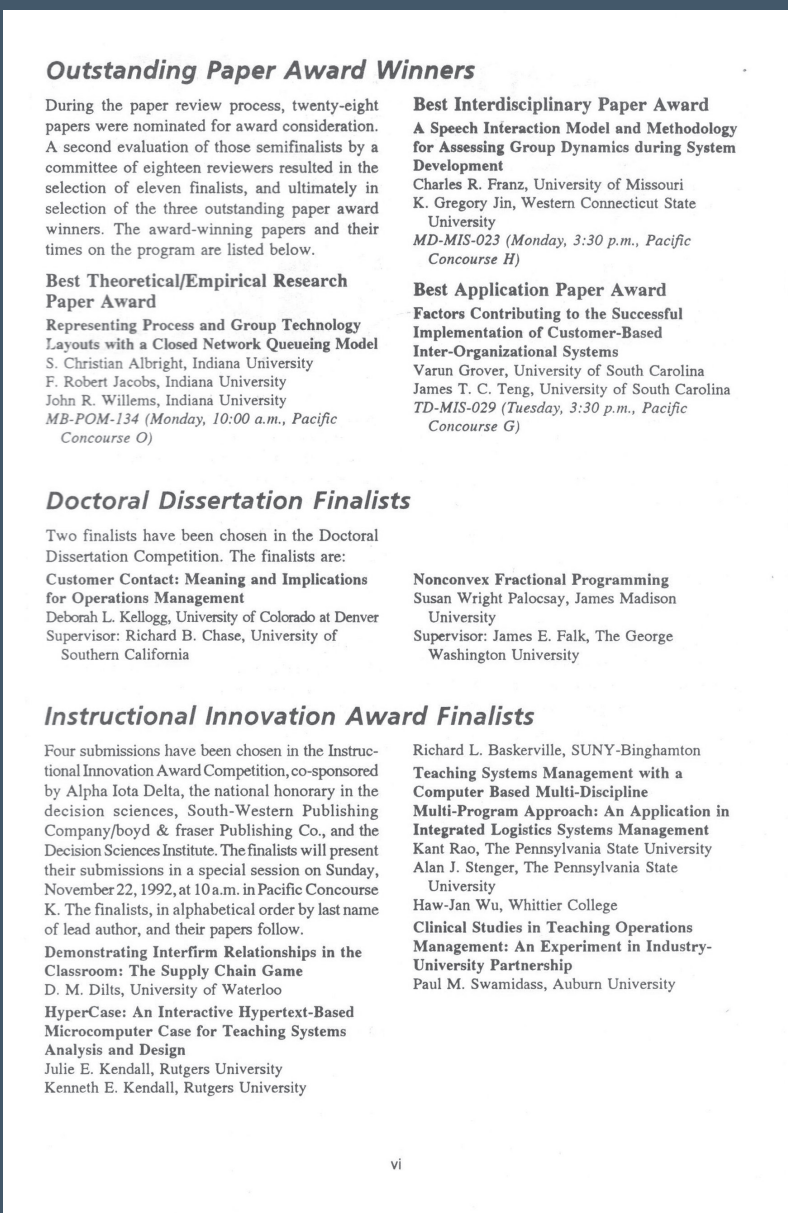 Outstanding Paper Award Winners
During the paper review process, twenty-eight
papers were nominated for award consideration.
A second evaluation of those semifinalists by a
committee of eighteen reviewers resulted in the
selection of eleven finalists, and ultimately in
selection of the three outstanding paper award
winners. The award-winning papers and their
times on the program are listed below.
Best Theoretical/Empirical Research
Paper Award
Representing Process and Group Technology
Layouts with a Closed Network Queueing Model
S. Christian Albright, Indiana University
F. Robert Jacobs, Indiana University
John R. Willems, Indiana University
MB-POM-134 (Monday, 10:00 a.m., Pacific
Concourse O)
Best Interdisciplinary Paper Award
A Speech Interaction Model and Methodology
for Assessing Group Dynamics during System
Development
Charles R. Franz, University of Missouri
K. Gregory Jin, Western Connecticut State
University
MD-MIS-023 (Monday, 3:30 p.m., Pacific
Concourse H)
Best Application Paper Award
Factors Contributing to the Successful
Implementation of Customer-Based
Inter-Organizational Systems
Varun Grover, University of South Carolina
James T. C. Teng, University of South Carolina
TD-MIS-029 (Tuesday, 3:30 p.m., Pacific
Concourse G)
Doctoral Dissertation Finalists
Two finalists have been chosen in the Doctoral
Dissertation Competition. The finalists are:
Customer Contact: Meaning and Implications
for Operations Management
Deborah L. Kellogg, University of Colorado at Denver
Supervisor: Richard B. Chase, University of
Southern California
Nonconvex Fractional Programming
Susan Wright Palocsay, James Madison
University
Supervisor: James E. Falk, The George
Washington University
Instructional Innovation Award Finalists
Four submissions have been chosen in the Instruc-
tional Innovation Award Competition, co-sponsored
by Alpha Iota Delta, the national honorary in the
decision sciences, South-Western Publishing
Company/boyd & fraser Publishing Co., and the
Decision Sciences Institute. The finalists will present
their submissions in a special session on Sunday,
November 22, 1992, at 10 a.m. in Pacific Concourse
K. The finalists, in alphabetical order by last name
of lead author, and their papers follow.
Demonstrating Interfirm Relationships in the
Classroom: The Supply Chain Game
D. M. Dilts, University of Waterloo
HyperCase: An Interactive Hypertext-Based
Microcomputer Case for Teaching Systems
Analysis and Design
Julie E. Kendall, Rutgers University
Kenneth E. Kendall, Rutgers University
Richard L. Baskerville, SUNY-Binghamton
Teaching Systems Management with a
Computer Based Multi-Discipline
Multi-Program Approach: An Application in
Integrated Logistics Systems Management
Kant Rao, The Pennsylvania State University
Alan J. Stenger, The Pennsylvania State
University
Haw-Jan Wu, Whittier College
Clinical Studies in Teaching Operations
Management: An Experiment in Industry-
University Partnership
Paul M. Swamidass, Auburn University
vi